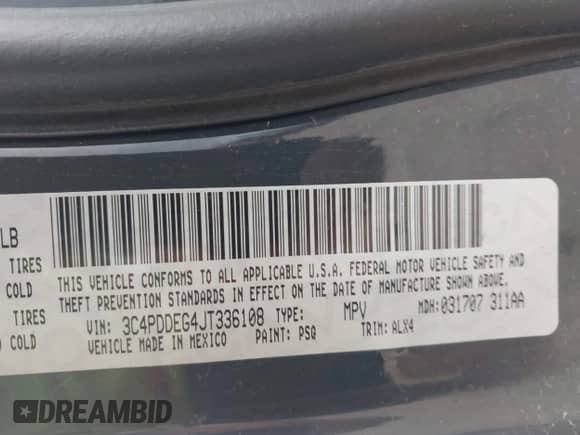 LB
TIRES
COLD
TIRES
COLD
THIS VEHICLE CONFORMS TO ALL APPLICABLE U.S.A. FEDERAL MOTOR VEHICLE SAFETY AND
THEFT PREVENTION STANDARDS IN EFFECT ON THE DATE OF MANUFACTURE SHOWN ABOVE.
VIN: 3C4PDDEG4JT336108 TYPE: MPV MDH: 031707 311AA
VEHICLE MADE IN MEXICO PAINT: PSQ TRIM: ALX4
DREAMBID